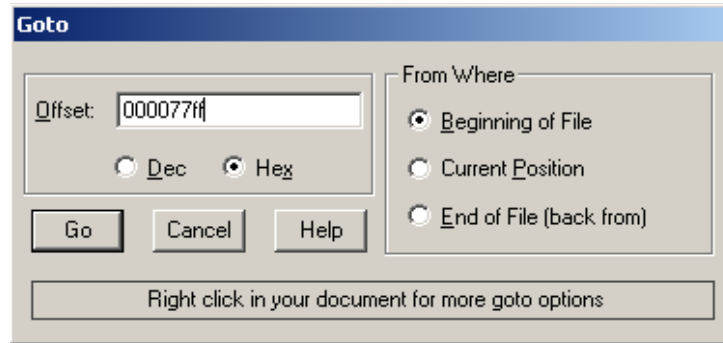 Goto
Offset: 000077ff
Dec Hex
Go Cancel Help
From Where
Beginning of File
Current Position
End of File (back from)
Right click in your document for more goto options